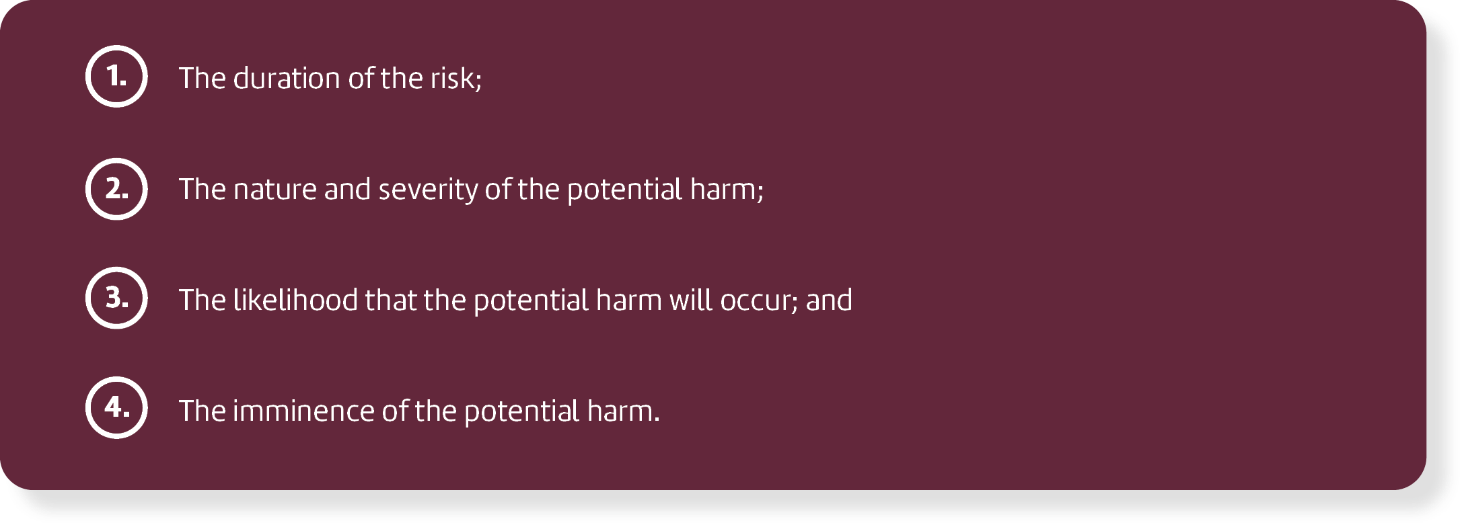 1. The duration of the risk;
2. The nature and severity of the potential harm;
3. The likelihood that the potential harm will occur; and
4. The imminence of the potential harm.